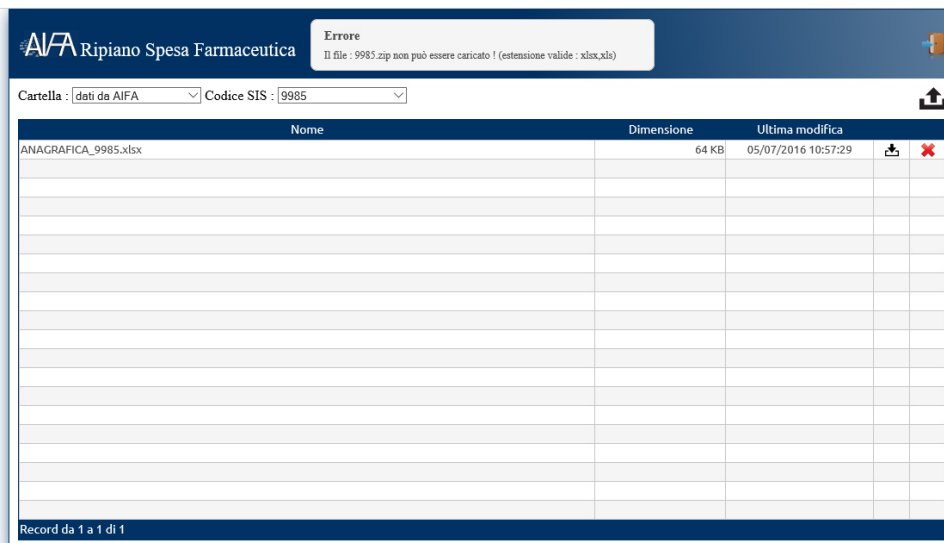 AIFA Ripiano Spesa Farmaceutica
Errore
Il file : 9985.zip non può essere caricato ! (estensione valide : xlsx,xls)
Cartella : dati da AIFA Codice SIS : 9985
Nome Dimensione Ultima modifica
ANAGRAFICA_9985.xlsx 64 KB 05/07/2016 10:57:29
Record da 1 a 1 di 1